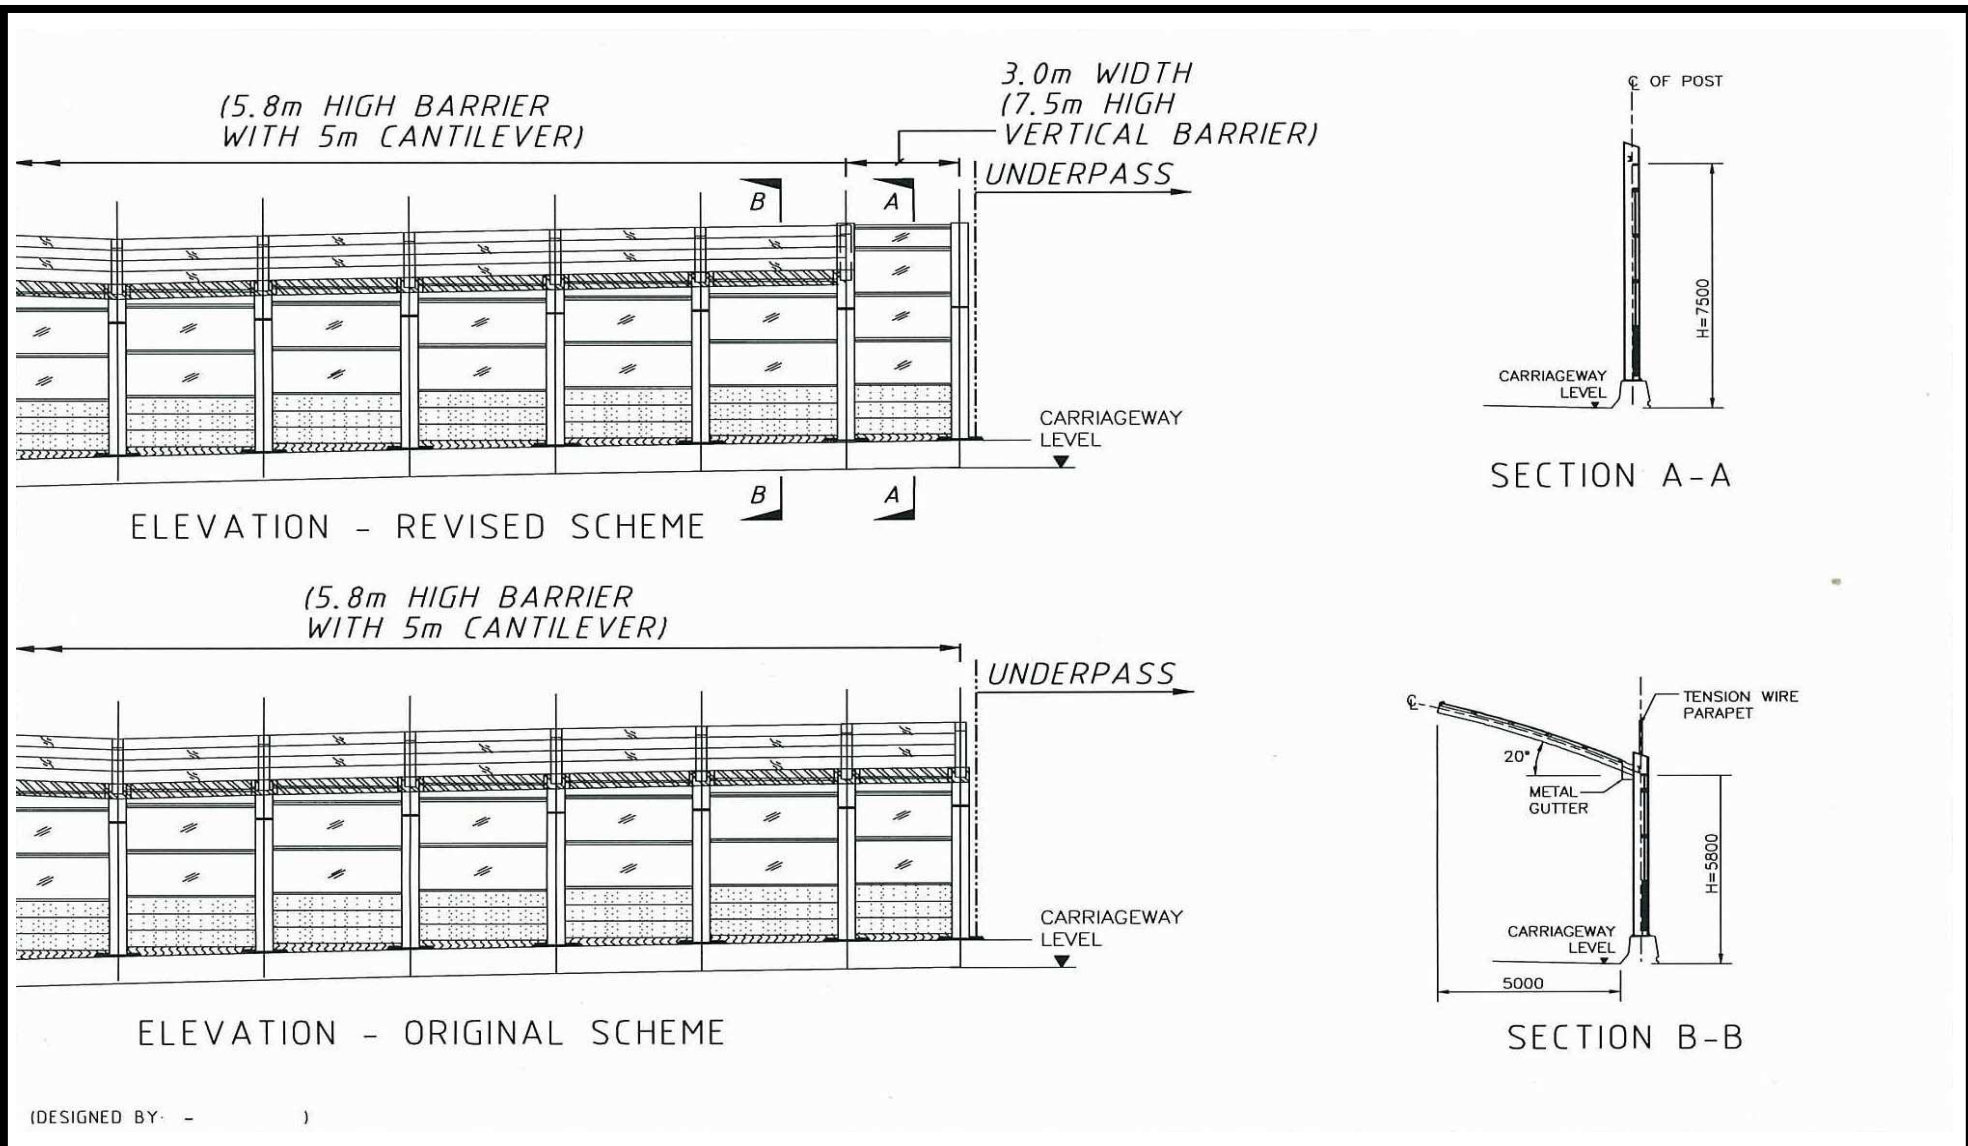 (5.8m HIGH BARRIER
WITH 5m CANTILEVER)
3.0m WIDTH
(7.5m HIGH
VERTICAL BARRIER)
UNDERPASS
B
A
CARRIAGEWAY
LEVEL
B
A
ELEVATION - REVISED SCHEME
℄ OF POST
H=7500
CARRIAGEWAY
LEVEL
SECTION A-A
(5.8m HIGH BARRIER
WITH 5m CANTILEVER)
UNDERPASS
CARRIAGEWAY
LEVEL
ELEVATION - ORIGINAL SCHEME
℄
TENSION WIRE
PARAPET
20°
METAL
GUTTER
H=5800
CARRIAGEWAY
LEVEL
5000
SECTION B-B
(DESIGNED BY· - )